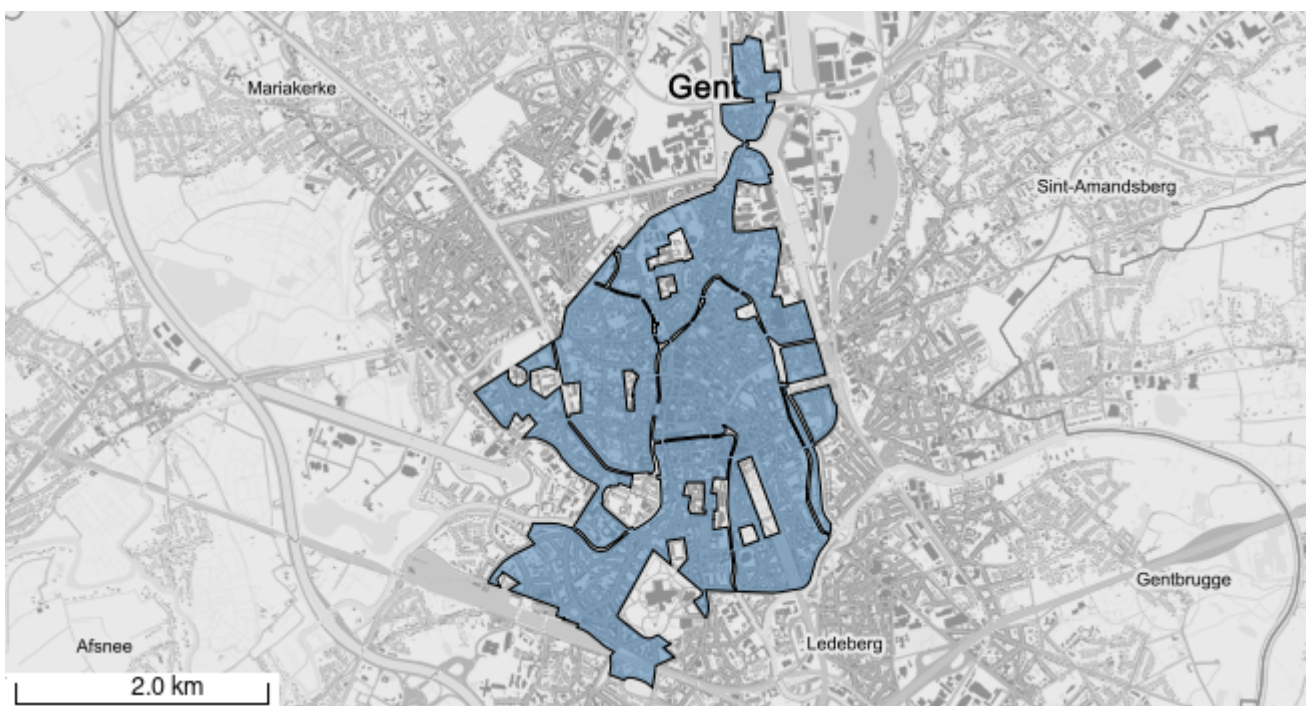 Gent
Mariakerke
Sint-Amandsberg
Gentbrugge
Ledeberg
Afsnee
2.0 km